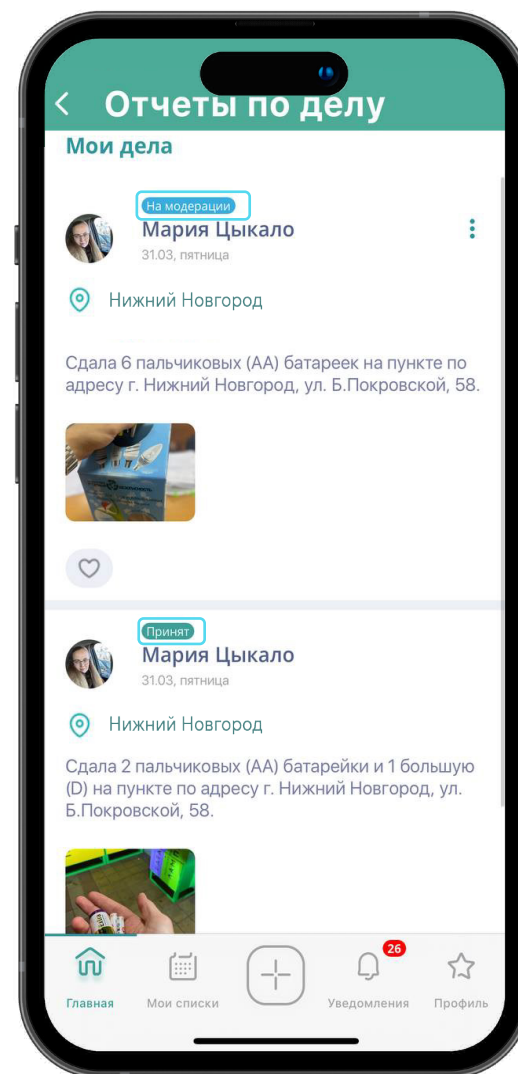 Отчеты по делу
Мои дела
На модерации
Мария Цыкало
31.03, пятница
Нижний Новгород
Сдала 6 пальчиковых (АА) батареек на пункте по
адресу г. Нижний Новгород, ул. Б.Покровской, 58.
Принят
Мария Цыкало
31.03, пятница
Нижний Новгород
Сдала 2 пальчиковых (АА) батарейки и 1 большую
(D) на пункте по адресу г. Нижний Новгород, ул.
Б.Покровской, 58.
26
Главная
Мои списки
Уведомления
Профиль